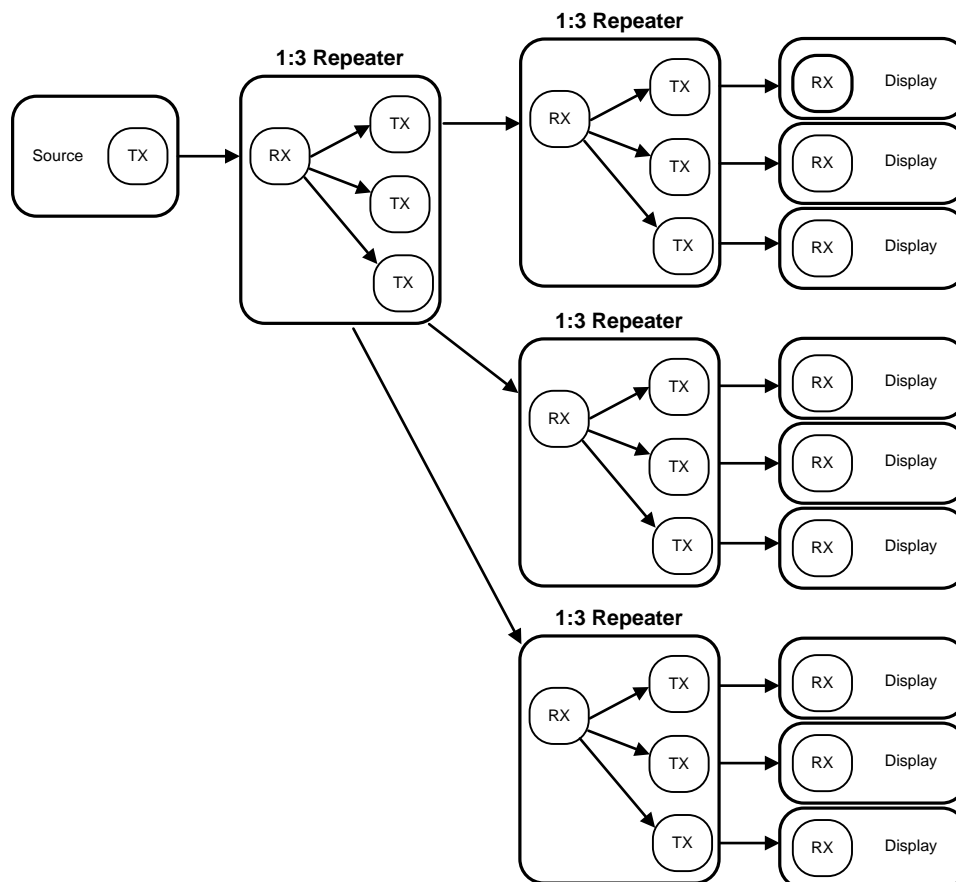 1:3 Repeater
1:3 Repeater
Source
TX
RX
TX
TX
TX
RX
TX
TX
TX
RX
Display
RX
Display
RX
Display
1:3 Repeater
RX
TX
TX
TX
RX
Display
RX
Display
RX
Display
1:3 Repeater
RX
TX
TX
TX
RX
Display
RX
Display
RX
Display